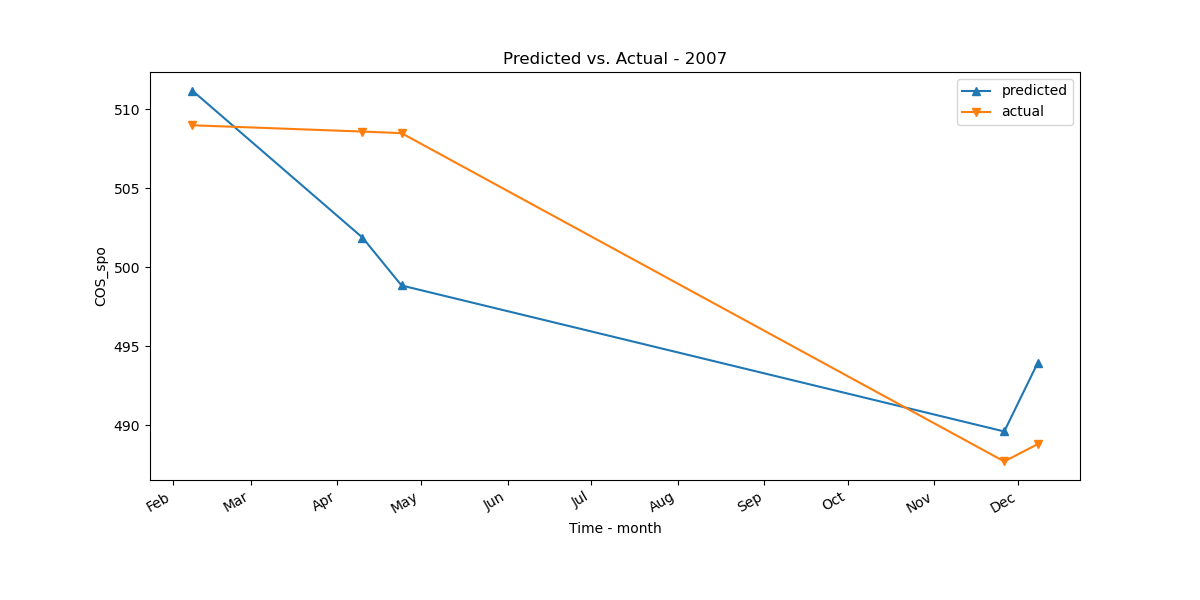 Predicted vs. Actual - 2007
predicted
actual
510
505
500
495
490
COS_spo
Feb
Mar
Apr
May
Jun
Jul
Aug
Sep
Oct
Nov
Dec
Time - month